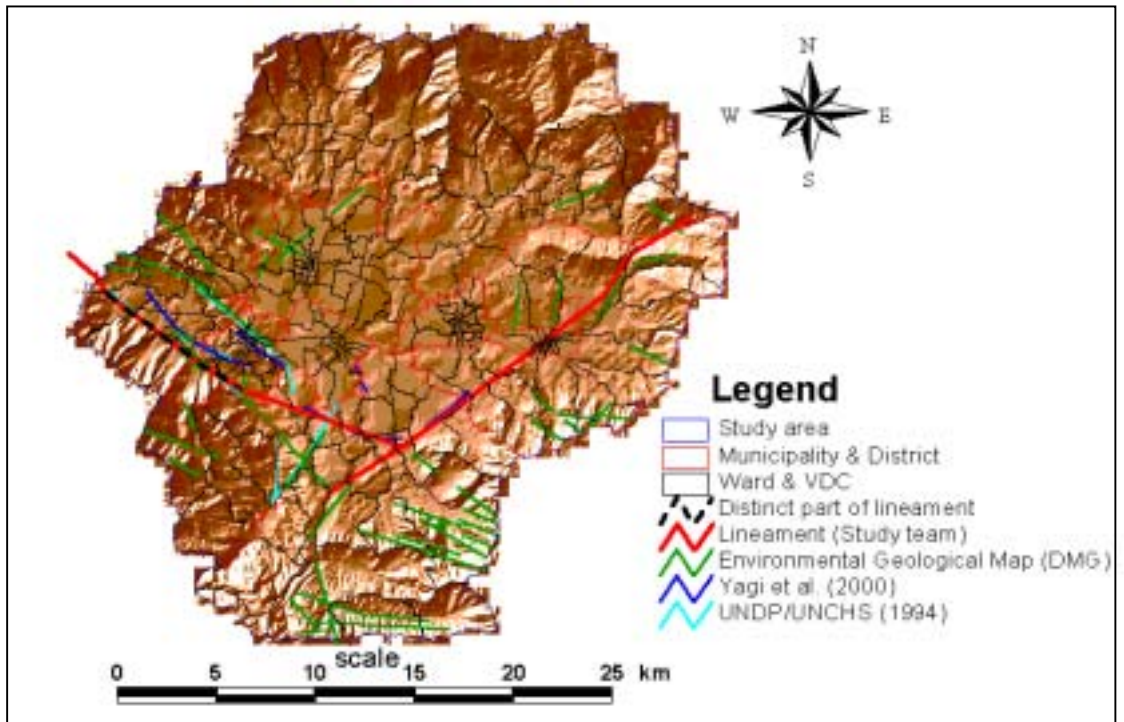 N
W E
S
Legend
Study area
Municipality & District
Ward & VDC
Distinct part of lineament
Lineament (Study team)
Environmental Geological Map (DMG)
Yagi et al. (2000)
UNDP/UNCHS (1994)
scale
0 5 10 15 20 25 km